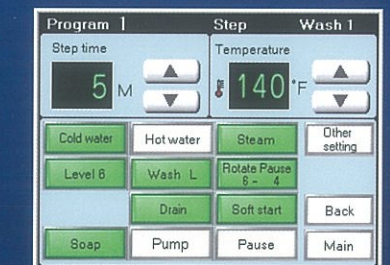 Program 1 Step Wash 1
Step time Temperature
5 M 140 °F
Cold water Hot water Steam Other setting
Level 6 Wash L Rotate Pause 6 - 4
Drain Soft start Back
Soap Pump Pause Main